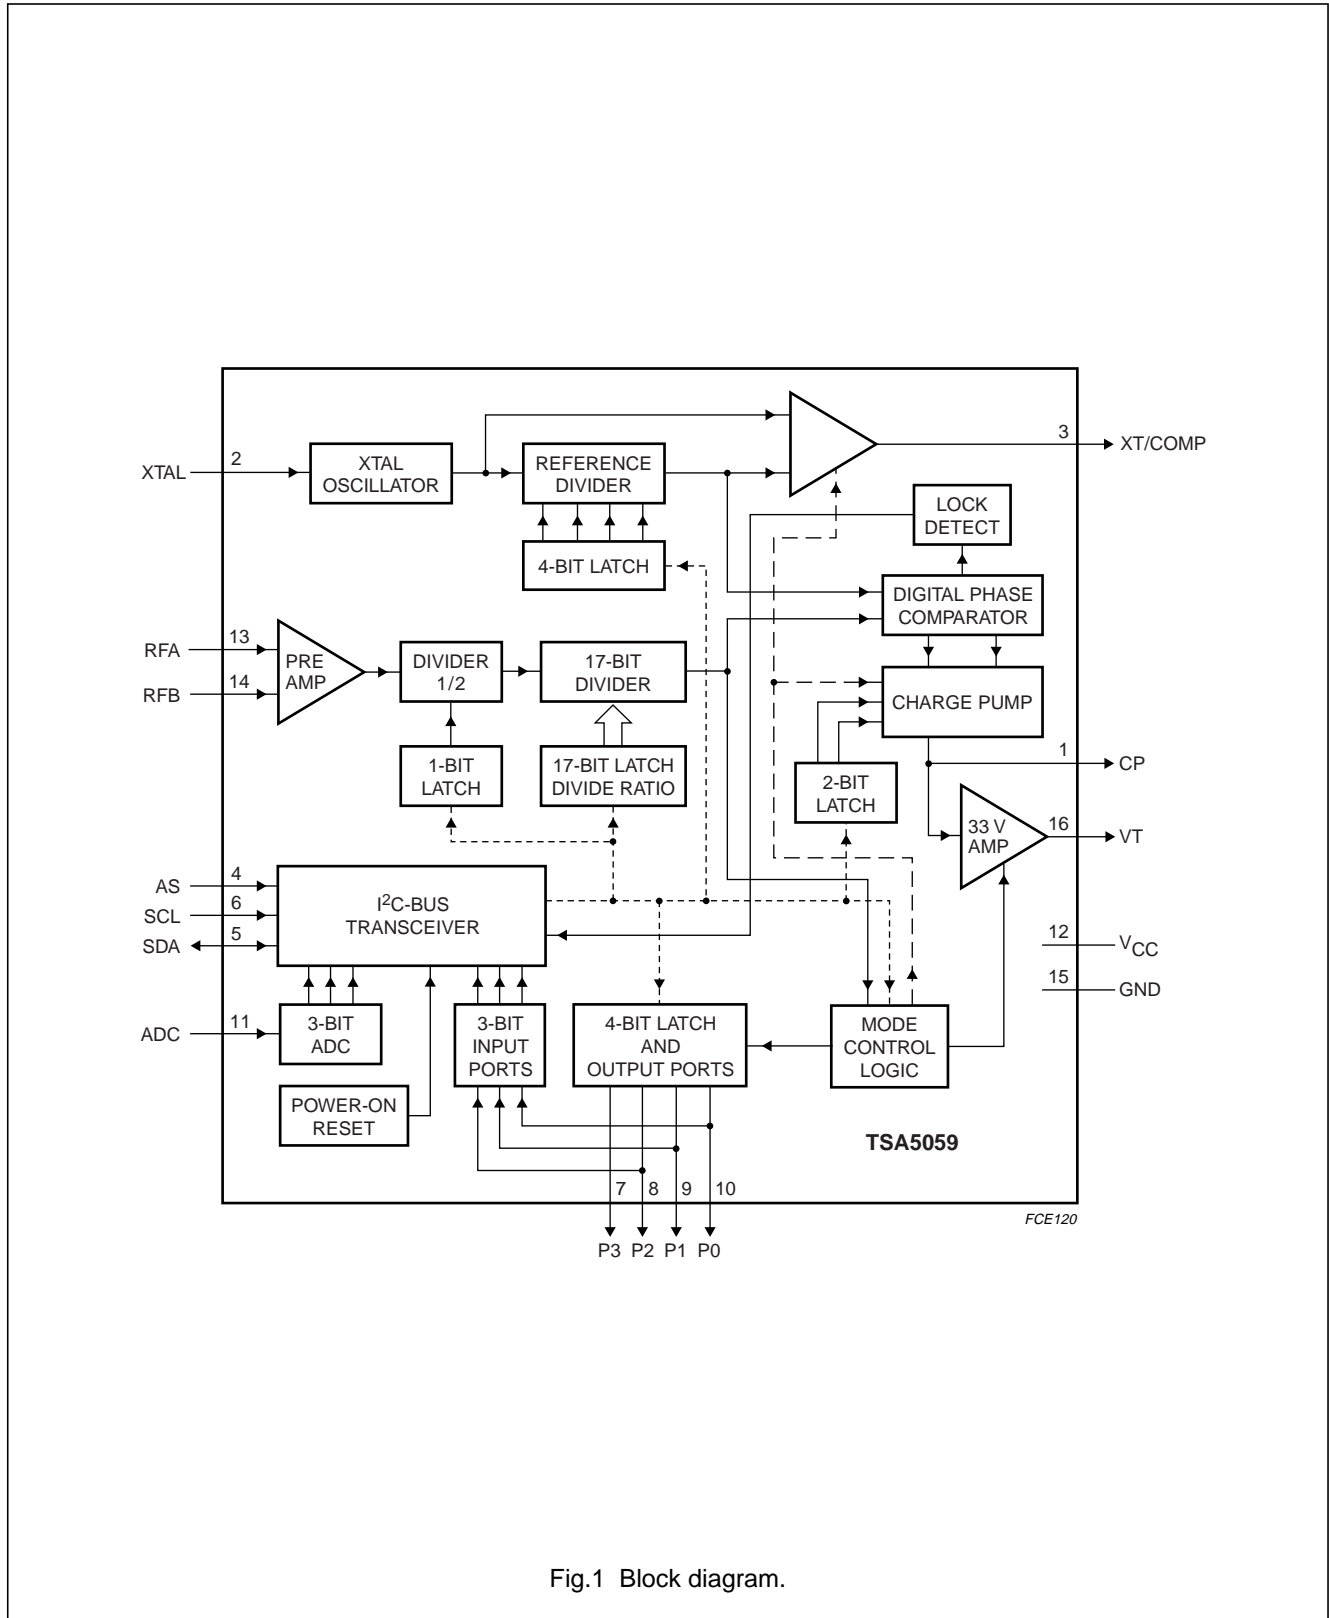 3
XT/COMP
2
XTAL
XTAL
OSCILLATOR
REFERENCE
DIVIDER
LOCK
DETECT
4-BIT LATCH
DIGITAL PHASE
COMPARATOR
13
RFA
14
RFB
PRE
AMP
DIVIDER
1/2
17-BIT
DIVIDER
CHARGE PUMP
1
CP
1-BIT
LATCH
17-BIT LATCH
DIVIDE RATIO
2-BIT
LATCH
33 V
AMP
16
VT
4
AS
6
SCL
5
SDA
I2C-BUS
TRANSCEIVER
12
VCC
15
GND
11
ADC
3-BIT
ADC
3-BIT
INPUT
PORTS
4-BIT LATCH
AND
OUTPUT PORTS
MODE
CONTROL
LOGIC
POWER-ON
RESET
TSA5059
7 8 9 10
FCE120
P3 P2 P1 P0
Fig.1 Block diagram.